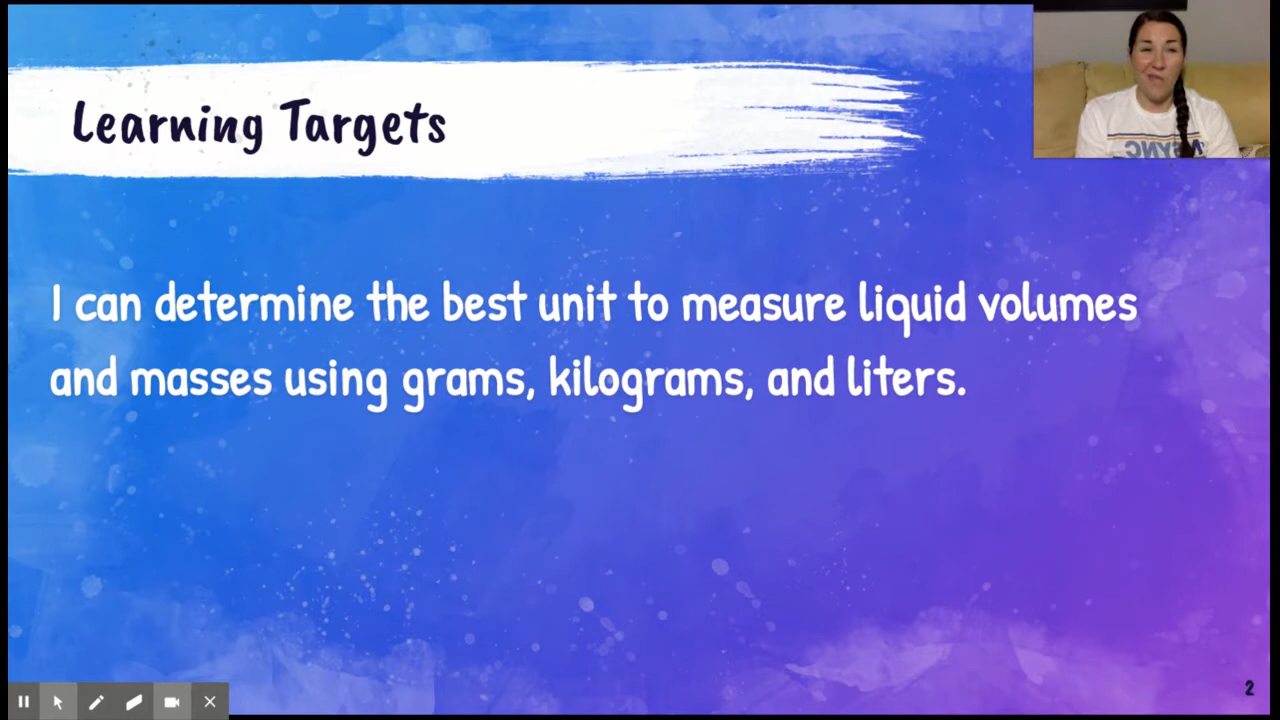 Learning Targets
I can determine the best unit to measure liquid volumes
and masses using grams, kilograms, and liters.
2